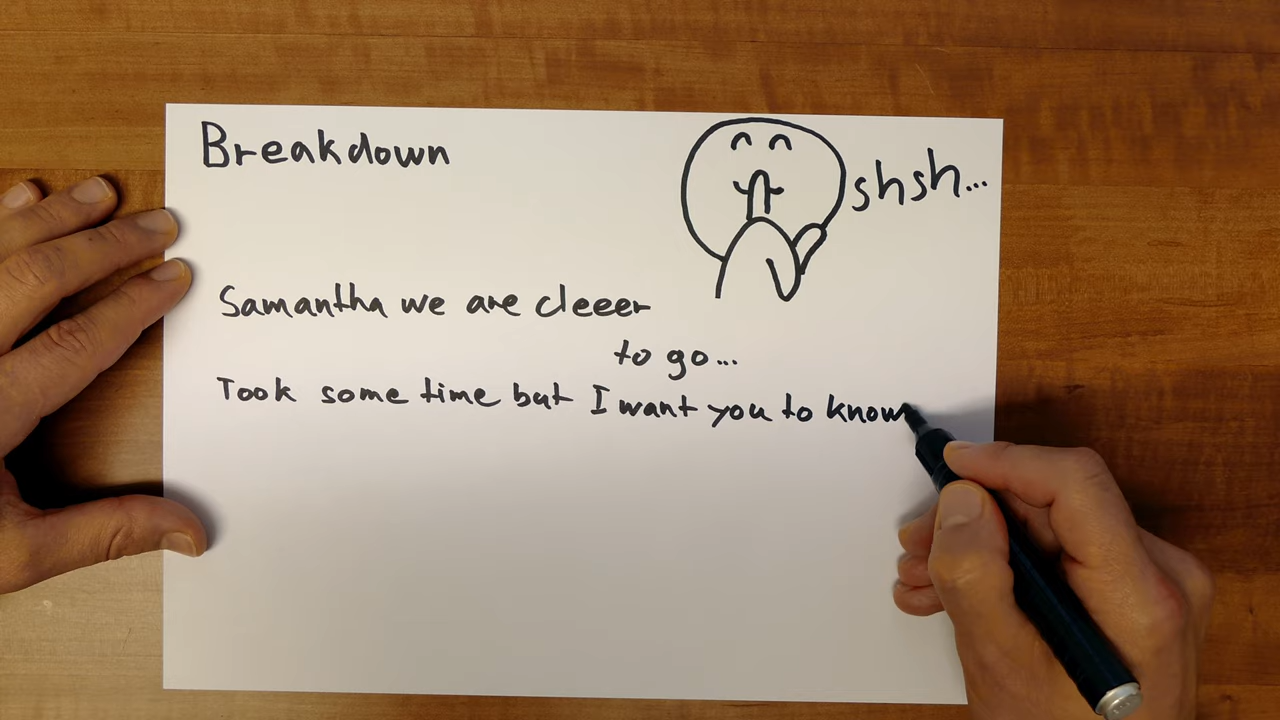 Breakdown
shsh...
Samantha we are cleeer
to go...
Took some time but I want you to know